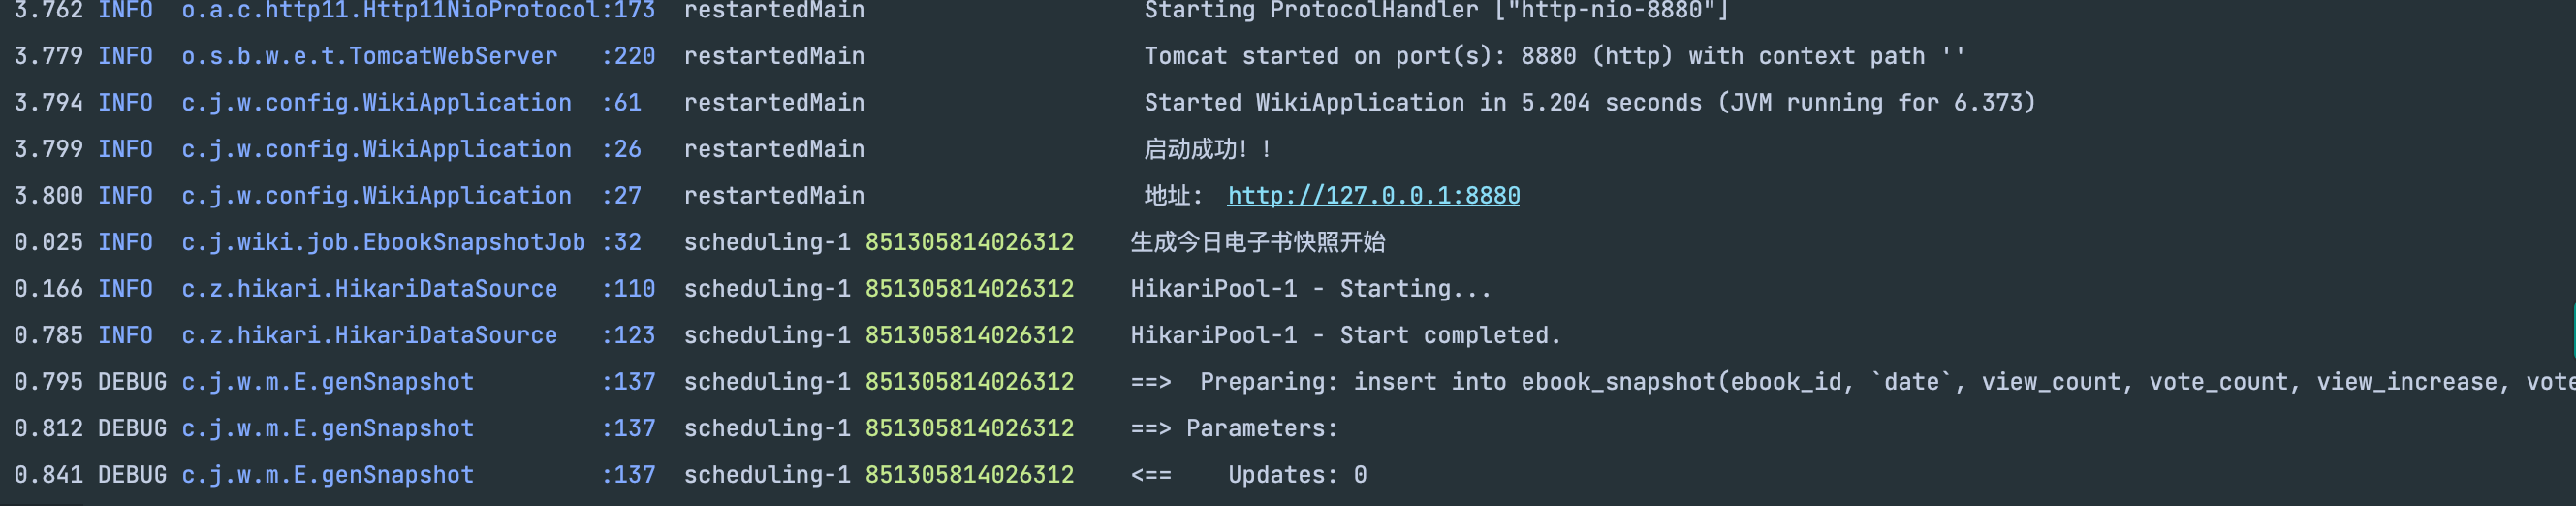 3.762 INFO o.a.c.http11.Http11NioProtocol:173 restartedMain Starting ProtocolHandler ["http-nio-8880"]
3.779 INFO o.s.b.w.e.t.TomcatWebServer :220 restartedMain Tomcat started on port(s): 8880 (http) with context path ''
3.794 INFO c.j.w.config.WikiApplication :61 restartedMain Started WikiApplication in 5.204 seconds (JVM running for 6.373)
3.799 INFO c.j.w.config.WikiApplication :26 restartedMain 启动成功！！
3.800 INFO c.j.w.config.WikiApplication :27 restartedMain 地址： http://127.0.0.1:8880
0.025 INFO c.j.wiki.job.EbookSnapshotJob :32 scheduling-1 851305814026312 生成今日电子书快照开始
0.166 INFO c.z.hikari.HikariDataSource :110 scheduling-1 851305814026312 HikariPool-1 - Starting...
0.785 INFO c.z.hikari.HikariDataSource :123 scheduling-1 851305814026312 HikariPool-1 - Start completed.
0.795 DEBUG c.j.w.m.E.genSnapshot :137 scheduling-1 851305814026312 ==> Preparing: insert into ebook_snapshot(ebook_id, `date`, view_count, vote_count, view_increase, vote
0.812 DEBUG c.j.w.m.E.genSnapshot :137 scheduling-1 851305814026312 ==> Parameters:
0.841 DEBUG c.j.w.m.E.genSnapshot :137 scheduling-1 851305814026312 <== Updates: 0